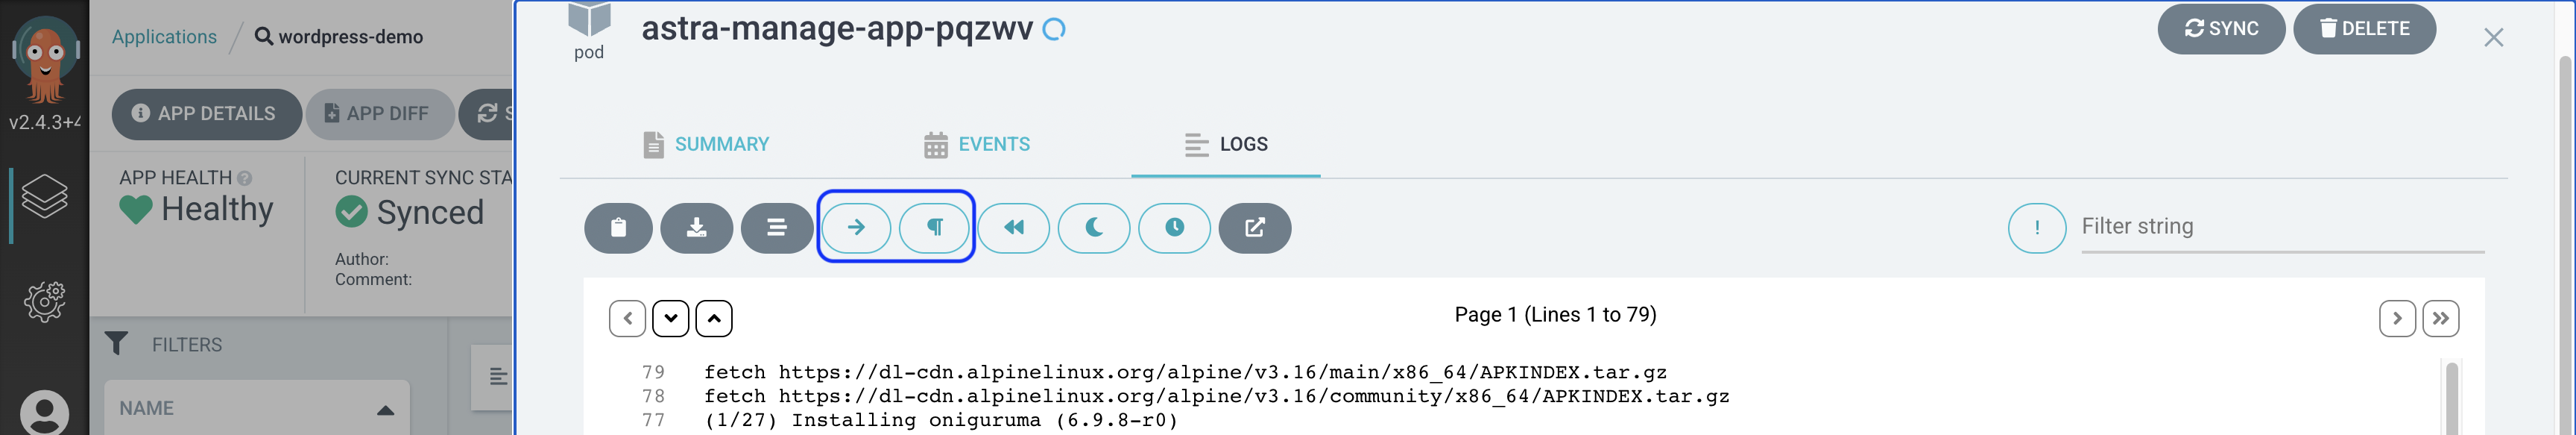 v2.4.3+4
Applications / wordpress-demo
APP DETAILS
APP DIFF
S
APP HEALTH
Healthy
CURRENT SYNC STA
Synced
Author:
Comment:
FILTERS
NAME
pod
astra-manage-app-pqzwv
SYNC
DELETE
SUMMARY
EVENTS
LOGS
Filter string
Page 1 (Lines 1 to 79)
79 fetch https://dl-cdn.alpinelinux.org/alpine/v3.16/main/x86_64/APKINDEX.tar.gz
78 fetch https://dl-cdn.alpinelinux.org/alpine/v3.16/community/x86_64/APKINDEX.tar.gz
77 (1/27) Installing oniguruma (6.9.8-r0)